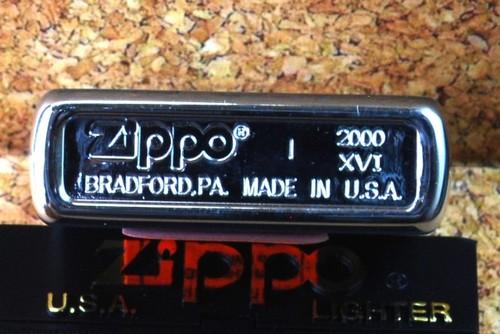 Zippo® I 2000
XVI
BRADFORD,PA. MADE IN U.S.A.
Zippo®
U.S.A. LIGHTER